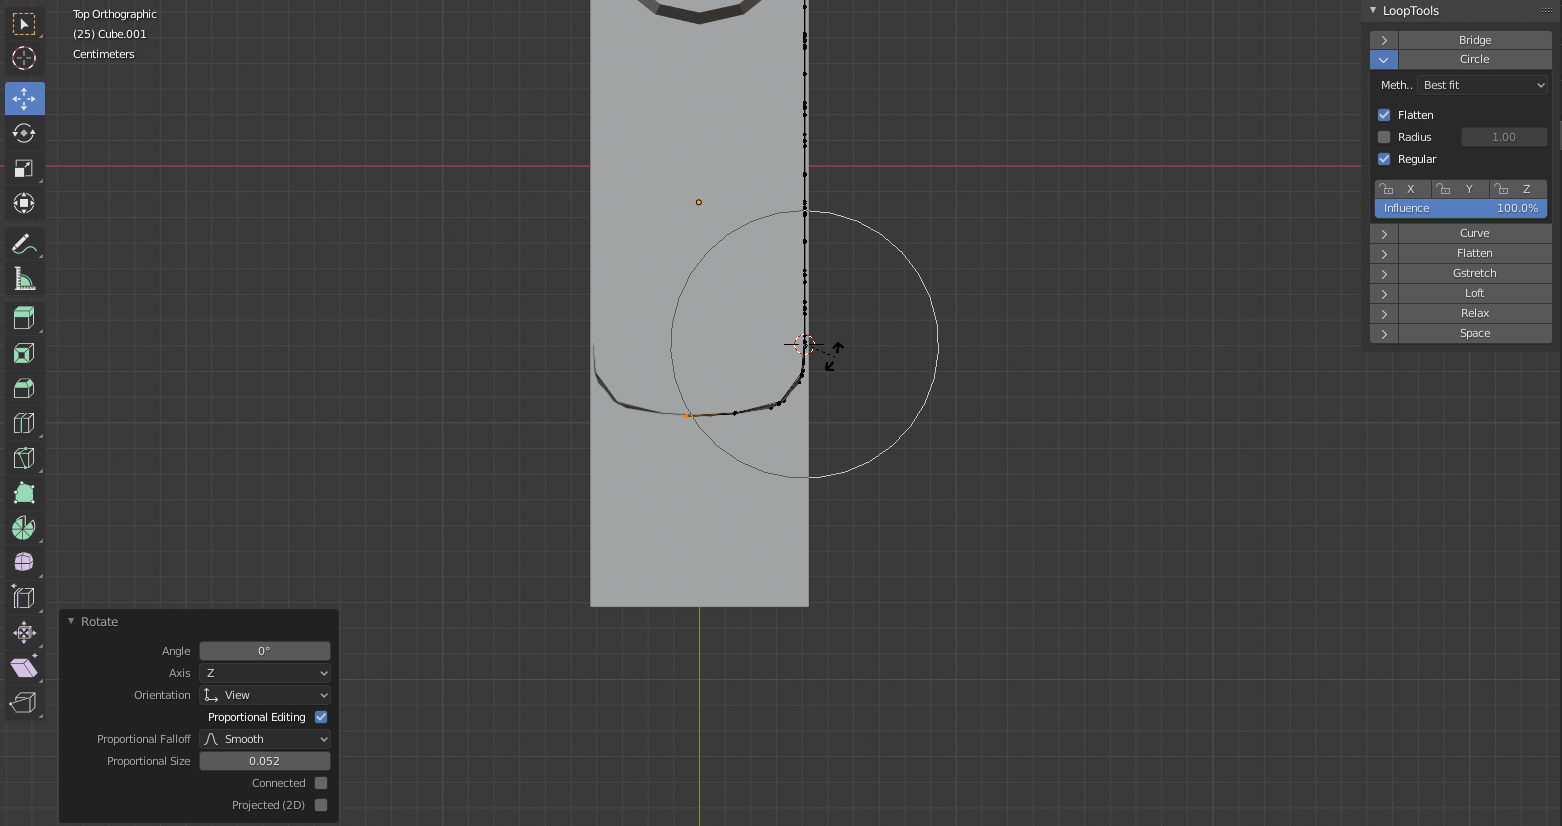 Top Orthographic
(25) Cube.001
Centimeters
LoopTools
Bridge
Circle
Meth.. Best fit
Flatten
Radius 1.00
Regular
X Y Z
Influence 100.0%
Curve
Flatten
Gstretch
Loft
Relax
Space
Rotate
Angle 0°
Axis Z
Orientation View
Proportional Editing
Proportional Falloff Smooth
Proportional Size 0.052
Connected
Projected (2D)